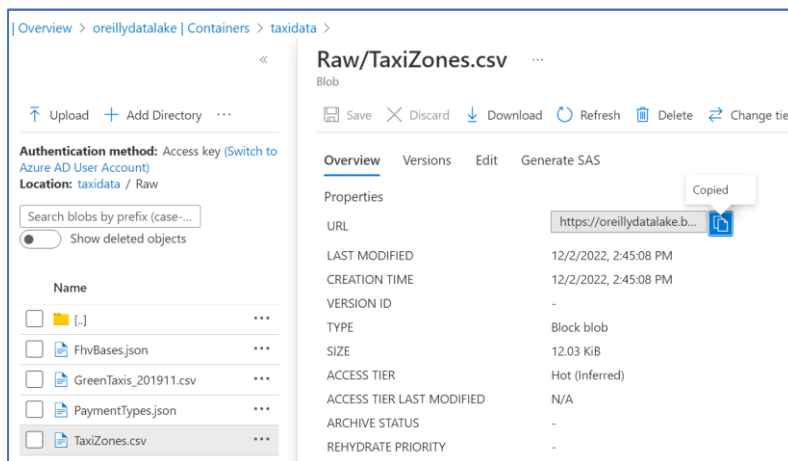 | Overview > oreillydatalake | Containers > taxidata >
«
Upload + Add Directory ...
Authentication method: Access key (Switch to
Azure AD User Account)
Location: taxidata / Raw
Search blobs by prefix (case-...
Show deleted objects
Name
[..] ...
FhvBases.json ...
GreenTaxis_201911.csv ...
PaymentTypes.json ...
TaxiZones.csv ...
Raw/TaxiZones.csv ...
Blob
Save Discard Download Refresh Delete Change tie
Overview Versions Edit Generate SAS
Copied
Properties
URL https://oreillydatalake.b...
LAST MODIFIED 12/2/2022, 2:45:08 PM
CREATION TIME 12/2/2022, 2:45:08 PM
VERSION ID -
TYPE Block blob
SIZE 12.03 KiB
ACCESS TIER Hot (Inferred)
ACCESS TIER LAST MODIFIED N/A
ARCHIVE STATUS -
REHYDRATE PRIORITY -